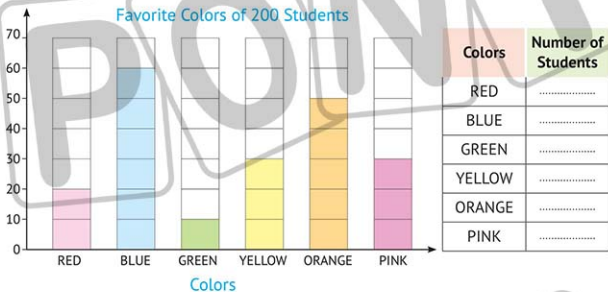 Favorite Colors of 200 Students
70
60
50
40
30
20
10
0
RED BLUE GREEN YELLOW ORANGE PINK
Colors
Colors Number of Students
RED ..................
BLUE ..................
GREEN ..................
YELLOW ..................
ORANGE ..................
PINK ..................